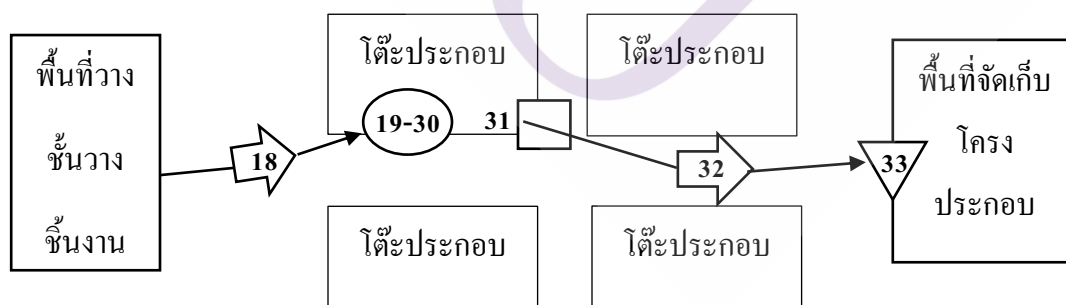 พื้นที่วาง
ชั้นวาง
ชิ้นงาน
18
โต๊ะประกอบ
19-30
31
โต๊ะประกอบ
32
33
พื้นที่จัดเก็บ
โครง
ประกอบ
โต๊ะประกอบ
โต๊ะประกอบ